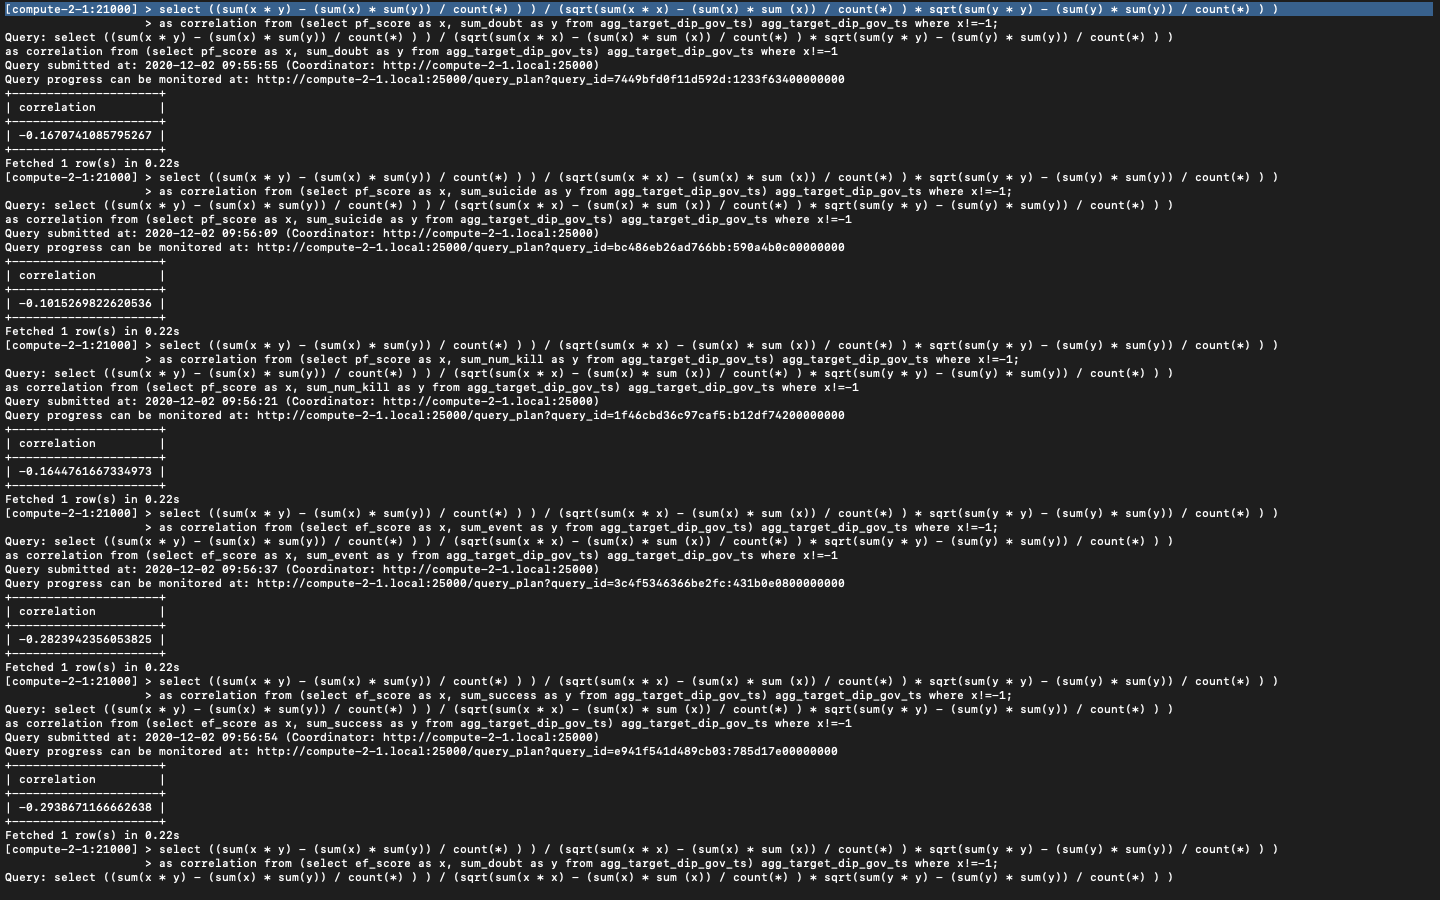 [compute-2-1:21000] > select ((sum(x * y) - (sum(x) * sum(y)) / count(*) ) ) / (sqrt(sum(x * x) - (sum(x) * sum (x)) / count(*) ) * sqrt(sum(y * y) - (sum(y) * sum(y)) / count(*) ) )
> as correlation from (select pf_score as x, sum_doubt as y from agg_target_dip_gov_ts) agg_target_dip_gov_ts where x!=-1;
Query: select ((sum(x * y) - (sum(x) * sum(y)) / count(*) ) ) / (sqrt(sum(x * x) - (sum(x) * sum (x)) / count(*) ) * sqrt(sum(y * y) - (sum(y) * sum(y)) / count(*) ) )
as correlation from (select pf_score as x, sum_doubt as y from agg_target_dip_gov_ts) agg_target_dip_gov_ts where x!=-1
Query submitted at: 2020-12-02 09:55:55 (Coordinator: http://compute-2-1.local:25000)
Query progress can be monitored at: http://compute-2-1.local:25000/query_plan?query_id=7449bfd0f11d592d:1233f63400000000
+---------------------+
| correlation         |
+---------------------+
| -0.1670741085795267 |
+---------------------+
Fetched 1 row(s) in 0.22s
[compute-2-1:21000] > select ((sum(x * y) - (sum(x) * sum(y)) / count(*) ) ) / (sqrt(sum(x * x) - (sum(x) * sum (x)) / count(*) ) * sqrt(sum(y * y) - (sum(y) * sum(y)) / count(*) ) )
> as correlation from (select pf_score as x, sum_suicide as y from agg_target_dip_gov_ts) agg_target_dip_gov_ts where x!=-1;
Query: select ((sum(x * y) - (sum(x) * sum(y)) / count(*) ) ) / (sqrt(sum(x * x) - (sum(x) * sum (x)) / count(*) ) * sqrt(sum(y * y) - (sum(y) * sum(y)) / count(*) ) )
as correlation from (select pf_score as x, sum_suicide as y from agg_target_dip_gov_ts) agg_target_dip_gov_ts where x!=-1
Query submitted at: 2020-12-02 09:56:09 (Coordinator: http://compute-2-1.local:25000)
Query progress can be monitored at: http://compute-2-1.local:25000/query_plan?query_id=bc486eb26ad766bb:590a4b0c00000000
+---------------------+
| correlation         |
+---------------------+
| -0.1015269822620536 |
+---------------------+
Fetched 1 row(s) in 0.22s
[compute-2-1:21000] > select ((sum(x * y) - (sum(x) * sum(y)) / count(*) ) ) / (sqrt(sum(x * x) - (sum(x) * sum (x)) / count(*) ) * sqrt(sum(y * y) - (sum(y) * sum(y)) / count(*) ) )
> as correlation from (select pf_score as x, sum_num_kill as y from agg_target_dip_gov_ts) agg_target_dip_gov_ts where x!=-1;
Query: select ((sum(x * y) - (sum(x) * sum(y)) / count(*) ) ) / (sqrt(sum(x * x) - (sum(x) * sum (x)) / count(*) ) * sqrt(sum(y * y) - (sum(y) * sum(y)) / count(*) ) )
as correlation from (select pf_score as x, sum_num_kill as y from agg_target_dip_gov_ts) agg_target_dip_gov_ts where x!=-1
Query submitted at: 2020-12-02 09:56:21 (Coordinator: http://compute-2-1.local:25000)
Query progress can be monitored at: http://compute-2-1.local:25000/query_plan?query_id=1f46cbd36c97caf5:b12df74200000000
+---------------------+
| correlation         |
+---------------------+
| -0.1644761667334973 |
+---------------------+
Fetched 1 row(s) in 0.22s
[compute-2-1:21000] > select ((sum(x * y) - (sum(x) * sum(y)) / count(*) ) ) / (sqrt(sum(x * x) - (sum(x) * sum (x)) / count(*) ) * sqrt(sum(y * y) - (sum(y) * sum(y)) / count(*) ) )
> as correlation from (select ef_score as x, sum_event as y from agg_target_dip_gov_ts) agg_target_dip_gov_ts where x!=-1;
Query: select ((sum(x * y) - (sum(x) * sum(y)) / count(*) ) ) / (sqrt(sum(x * x) - (sum(x) * sum (x)) / count(*) ) * sqrt(sum(y * y) - (sum(y) * sum(y)) / count(*) ) )
as correlation from (select ef_score as x, sum_event as y from agg_target_dip_gov_ts) agg_target_dip_gov_ts where x!=-1
Query submitted at: 2020-12-02 09:56:37 (Coordinator: http://compute-2-1.local:25000)
Query progress can be monitored at: http://compute-2-1.local:25000/query_plan?query_id=3c4f5346366be2fc:431b0e0800000000
+---------------------+
| correlation         |
+---------------------+
| -0.2823942356053825 |
+---------------------+
Fetched 1 row(s) in 0.22s
[compute-2-1:21000] > select ((sum(x * y) - (sum(x) * sum(y)) / count(*) ) ) / (sqrt(sum(x * x) - (sum(x) * sum (x)) / count(*) ) * sqrt(sum(y * y) - (sum(y) * sum(y)) / count(*) ) )
> as correlation from (select ef_score as x, sum_success as y from agg_target_dip_gov_ts) agg_target_dip_gov_ts where x!=-1;
Query: select ((sum(x * y) - (sum(x) * sum(y)) / count(*) ) ) / (sqrt(sum(x * x) - (sum(x) * sum (x)) / count(*) ) * sqrt(sum(y * y) - (sum(y) * sum(y)) / count(*) ) )
as correlation from (select ef_score as x, sum_success as y from agg_target_dip_gov_ts) agg_target_dip_gov_ts where x!=-1
Query submitted at: 2020-12-02 09:56:54 (Coordinator: http://compute-2-1.local:25000)
Query progress can be monitored at: http://compute-2-1.local:25000/query_plan?query_id=e941f541d489cb03:785d17e00000000
+---------------------+
| correlation         |
+---------------------+
| -0.2938671166662638 |
+---------------------+
Fetched 1 row(s) in 0.22s
[compute-2-1:21000] > select ((sum(x * y) - (sum(x) * sum(y)) / count(*) ) ) / (sqrt(sum(x * x) - (sum(x) * sum (x)) / count(*) ) * sqrt(sum(y * y) - (sum(y) * sum(y)) / count(*) ) )
> as correlation from (select ef_score as x, sum_doubt as y from agg_target_dip_gov_ts) agg_target_dip_gov_ts where x!=-1;
Query: select ((sum(x * y) - (sum(x) * sum(y)) / count(*) ) ) / (sqrt(sum(x * x) - (sum(x) * sum (x)) / count(*) ) * sqrt(sum(y * y) - (sum(y) * sum(y)) / count(*) ) )